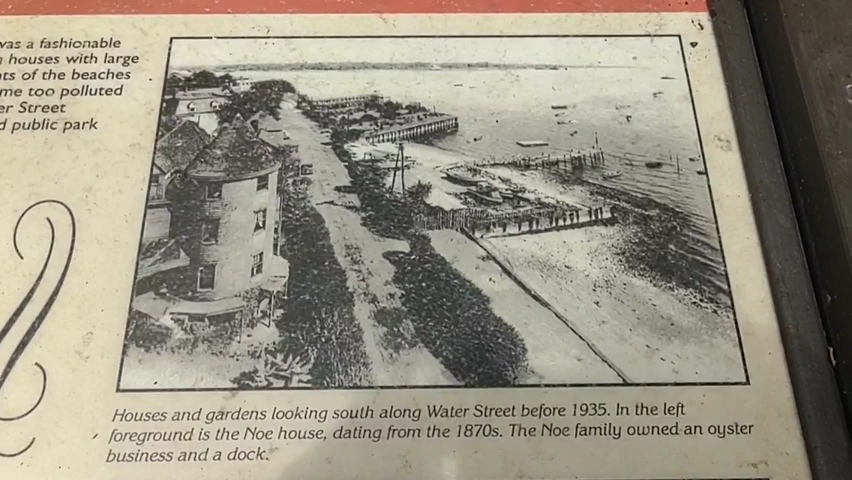 was a fashionable
houses with large
of the beaches
me too polluted
Street
public park
Houses and gardens looking south along Water Street before 1935. In the left
foreground is the Noe house, dating from the 1870s. The Noe family owned an oyster
business and a dock.